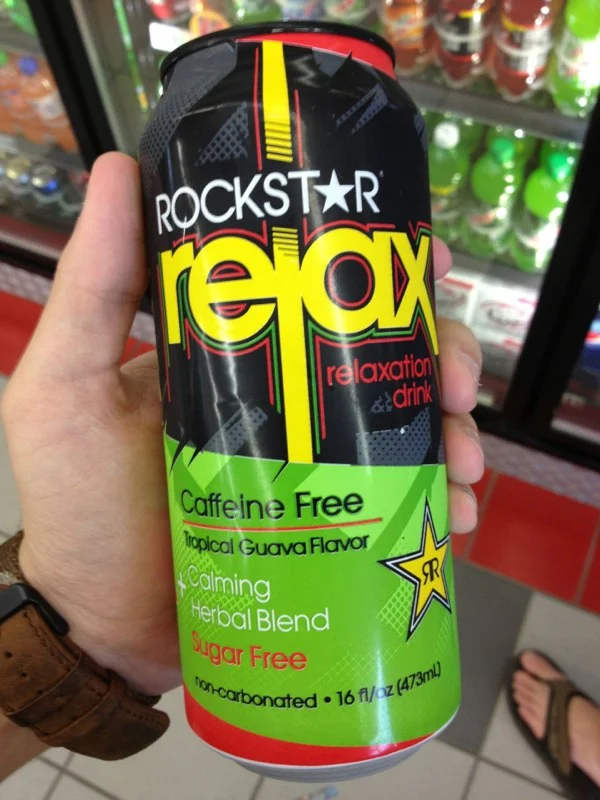 ROCKST★R
relax
relaxation
drink
Caffeine Free
Tropical Guava Flavor
+Calming
Herbal Blend
Sugar Free
non-carbonated • 16 fl/oz (473mL)